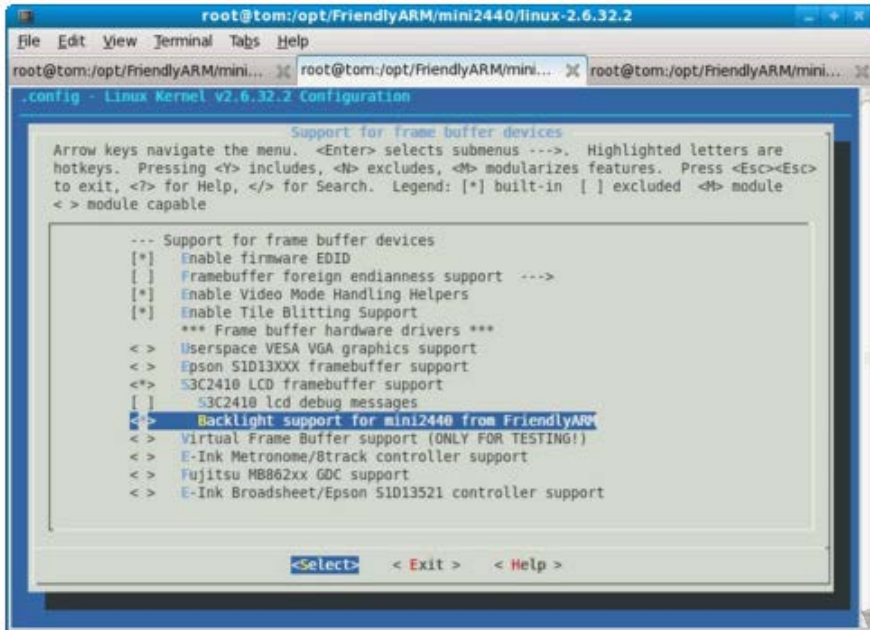 root@tom:/opt/FriendlyARM/mini2440/linux-2.6.32.2
File Edit View Terminal Tabs Help
root@tom:/opt/FriendlyARM/mini... root@tom:/opt/FriendlyARM/mini... root@tom:/opt/FriendlyARM/mini...
.config - Linux Kernel v2.6.32.2 Configuration
Support for frame buffer devices
Arrow keys navigate the menu. <Enter> selects submenus --->. Highlighted letters are
hotkeys. Pressing <Y> includes, <N> excludes, <M> modularizes features. Press <Esc><Esc>
to exit, <?> for Help, </> for Search. Legend: [*] built-in [ ] excluded <M> module
< > module capable
--- Support for frame buffer devices
[*] Enable firmware EDID
[ ] Framebuffer foreign endianness support --->
[*] Enable Video Mode Handling Helpers
[*] Enable Tile Blitting Support
*** Frame buffer hardware drivers ***
< > Userspace VESA VGA graphics support
< > Epson S1D13XXX framebuffer support
<*> S3C2410 LCD framebuffer support
[ ] S3C2410 lcd debug messages
<*> Backlight support for mini2440 from FriendlyARM
< > Virtual Frame Buffer support (ONLY FOR TESTING!)
< > E-Ink Metronome/8track controller support
< > Fujitsu MB862xx GDC support
< > E-Ink Broadsheet/Epson S1D13521 controller support
<Select> < Exit > < Help >